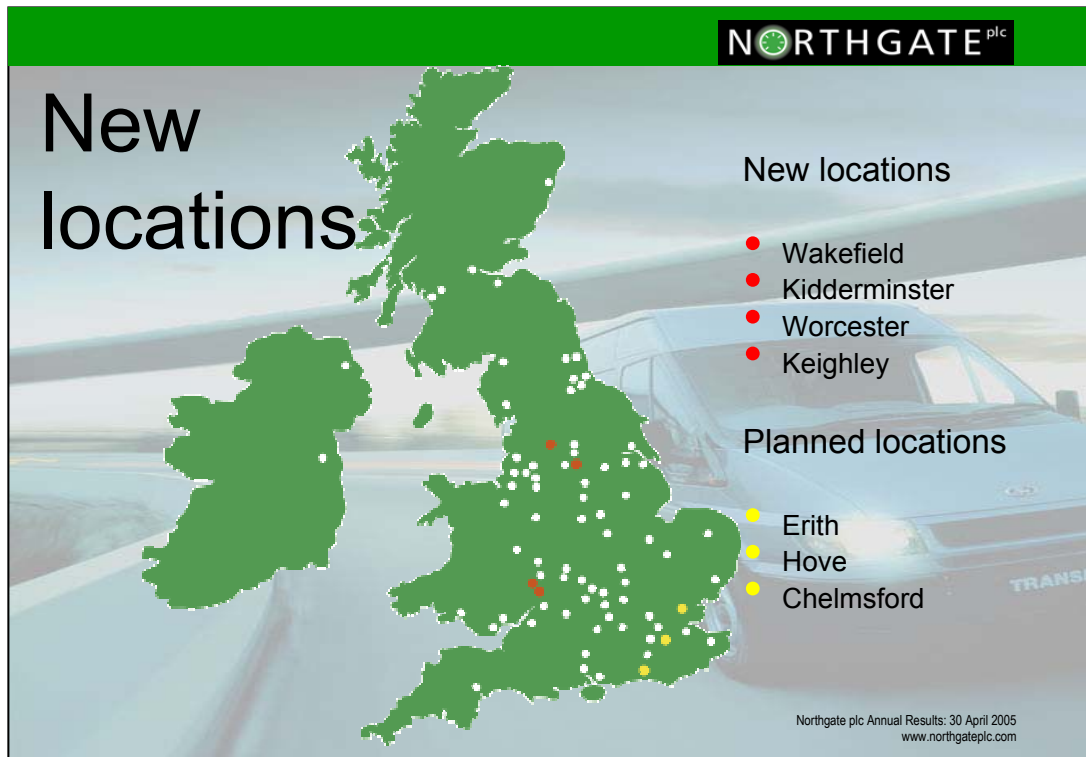 NORTHGATE plc
New
locations
New locations
Wakefield
Kidderminster
Worcester
Keighley
Planned locations
Erith
Hove
Chelmsford
TRANS
Northgate plc Annual Results: 30 April 2005
www.northgateplc.com